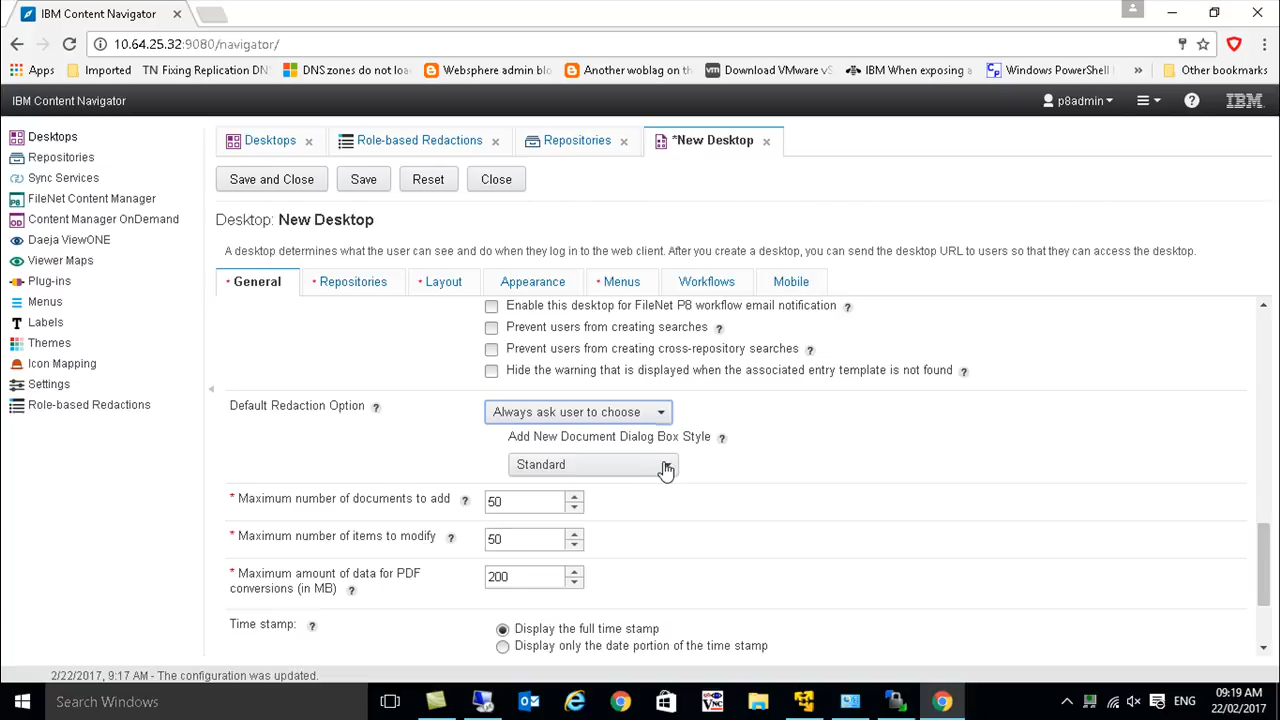 IBM Content Navigator
10.64.25.32:9080/navigator/
Apps Imported TN Fixing Replication DN DNS zones do not loa Websphere admin blo Another woblag on th vm Download VMware vS IBM When exposing a Windows PowerShell » Other bookmarks
IBM Content Navigator p8admin ? IBM
Desktops
Repositories
Sync Services
P8 FileNet Content Manager
OD Content Manager OnDemand
Daeja ViewONE
Viewer Maps
Plug-ins
Menus
T Labels
Themes
Icon Mapping
Settings
Role-based Redactions
Desktops Role-based Redactions Repositories *New Desktop
Save and Close Save Reset Close
Desktop: New Desktop
A desktop determines what the user can see and do when they log in to the web client. After you create a desktop, you can send the desktop URL to users so that they can access the desktop.
* General * Repositories * Layout Appearance * Menus Workflows Mobile
Enable this desktop for FileNet P8 workflow email notification ?
Prevent users from creating searches ?
Prevent users from creating cross-repository searches ?
Hide the warning that is displayed when the associated entry template is not found ?
Default Redaction Option ? Always ask user to choose
Add New Document Dialog Box Style ?
Standard
* Maximum number of documents to add ? 50
* Maximum number of items to modify ? 50
* Maximum amount of data for PDF conversions (in MB) ? 200
Time stamp: ? Display the full time stamp
Display only the date portion of the time stamp
2/22/2017, 9:17 AM - The configuration was updated.
Search Windows ENG 09:19 AM
22/02/2017